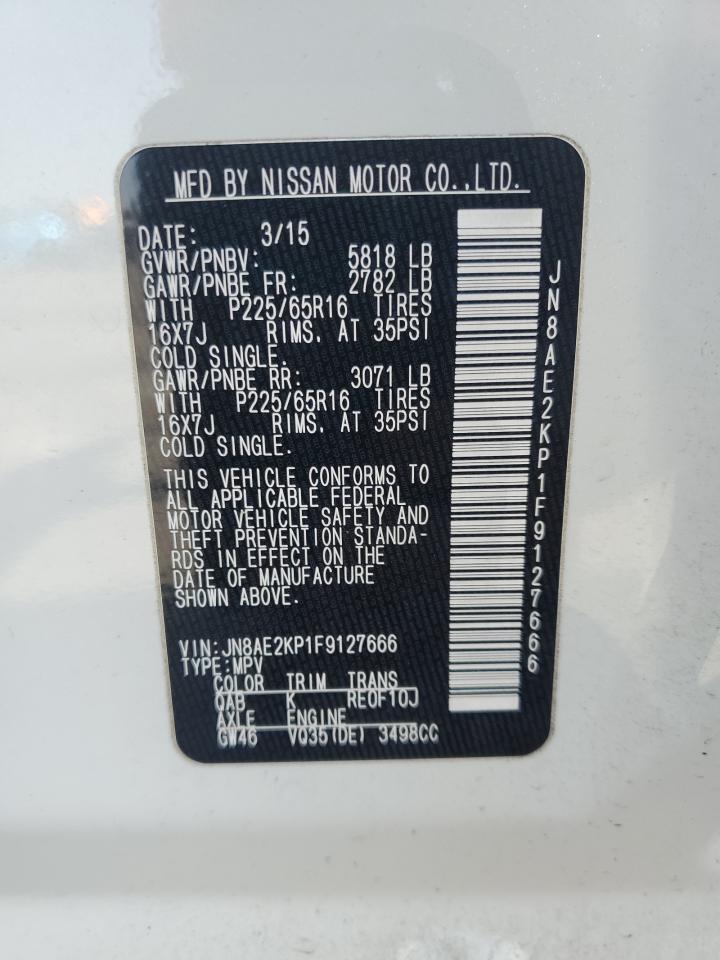 MFD BY NISSAN MOTOR CO.,LTD.
DATE: 3/15
GVWR/PNBV: 5818 LB
GAWR/PNBE FR: 2782 LB
WITH P225/65R16 TIRES
16X7J RIMS, AT 35PSI
COLD SINGLE.
GAWR/PNBE RR: 3071 LB
WITH P225/65R16 TIRES
16X7J RIMS, AT 35PSI
COLD SINGLE.
THIS VEHICLE CONFORMS TO
ALL APPLICABLE FEDERAL
MOTOR VEHICLE SAFETY AND
THEFT PREVENTION STANDA-
RDS IN EFFECT ON THE
DATE OF MANUFACTURE
SHOWN ABOVE.
VIN:JN8AE2KP1F9127666
TYPE:MPV
COLOR TRIM TRANS
QAB K RE0F10J
AXLE ENGINE
GW46 VQ35(DE) 3498CC
JN8AE2KP1F9127666